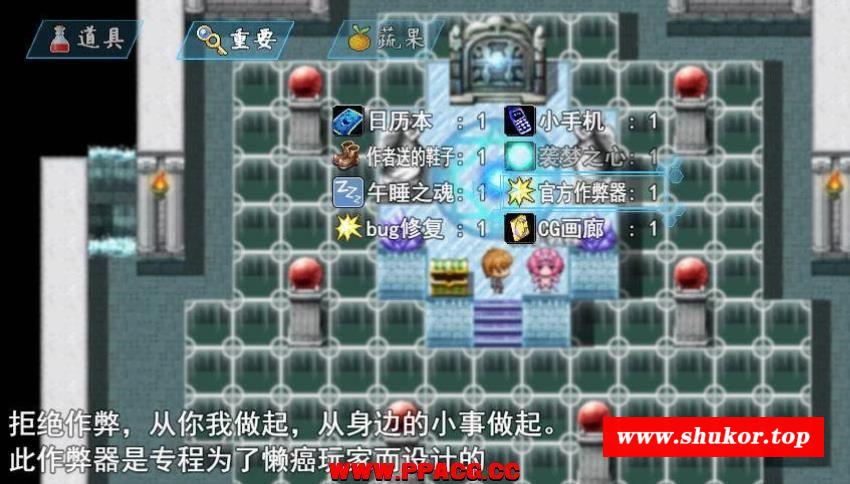 道具 重要 蔬果
日历本 : 1 小手机 : 1
作者送的鞋子: 1 袭梦之心: 1
午睡之魂: 1 官方作弊器: 1
bug修复 : 1 CG画廊 : 1
拒绝作弊，从你我做起，从身边的小事做起。
www.shukor.top
此作弊器是专程为了懒癌玩家而设计的
www.PPACG.CC